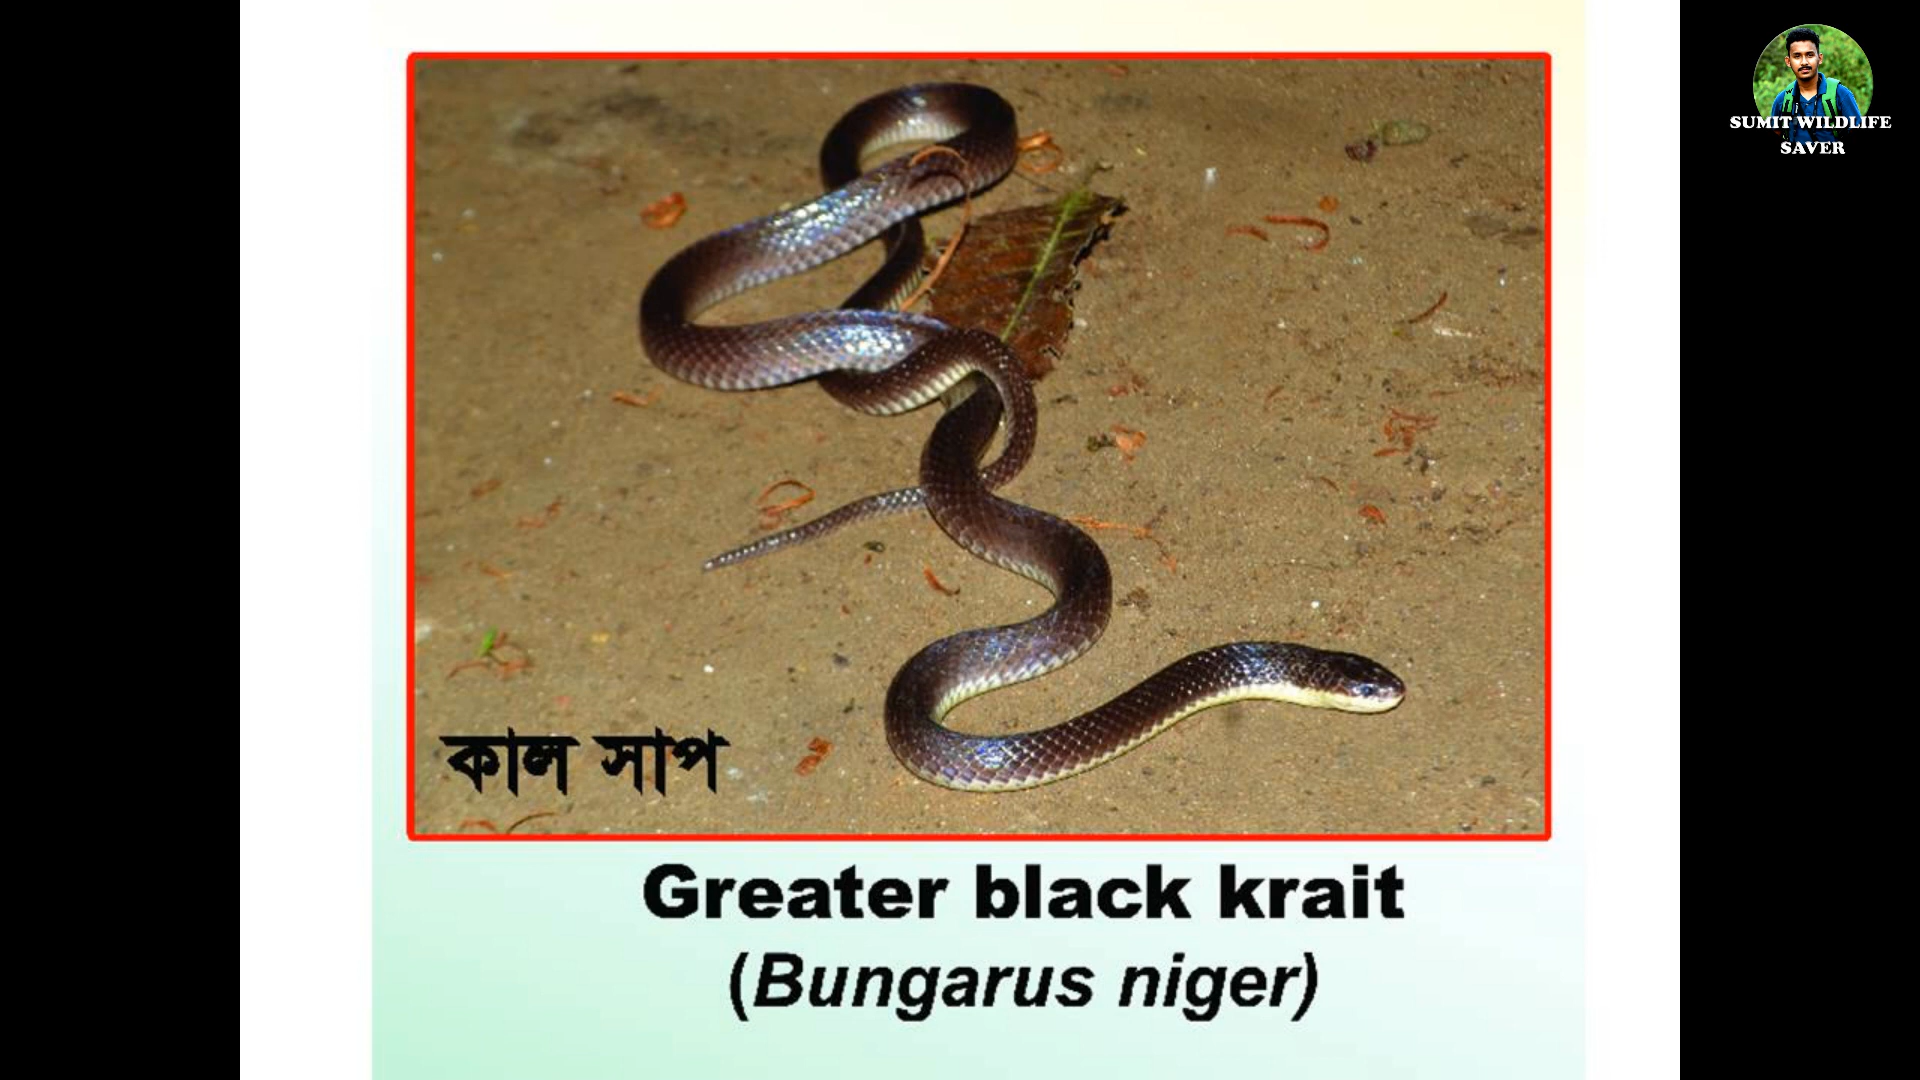 SUMIT WILDLIFE
SAVER
কাল সাপ
Greater black krait
(Bungarus niger)